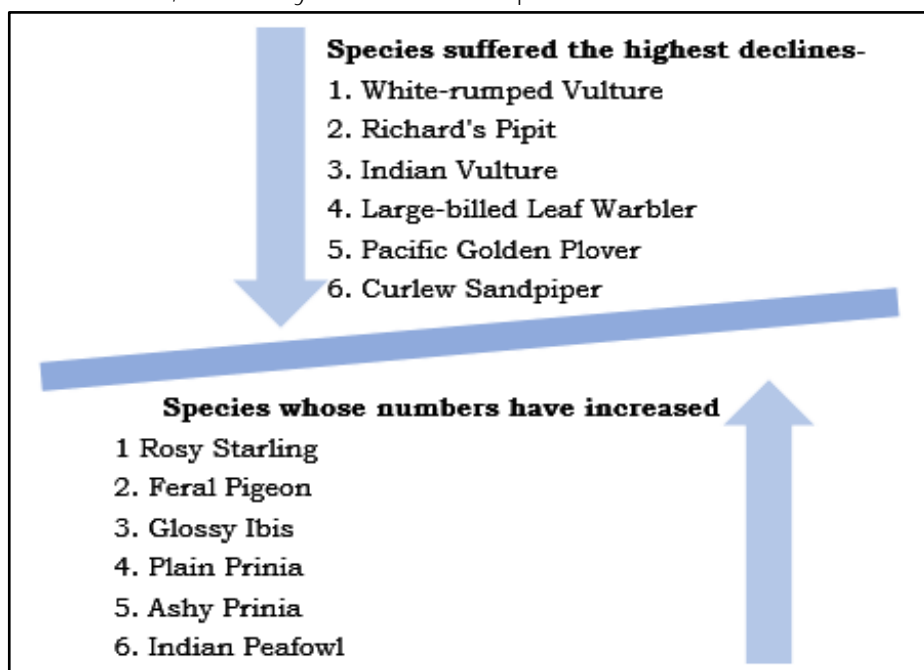 Species suffered the highest declines-
1. White-rumped Vulture
2. Richard's Pipit
3. Indian Vulture
4. Large-billed Leaf Warbler
5. Pacific Golden Plover
6. Curlew Sandpiper
Species whose numbers have increased
1 Rosy Starling
2. Feral Pigeon
3. Glossy Ibis
4. Plain Prinia
5. Ashy Prinia
6. Indian Peafowl